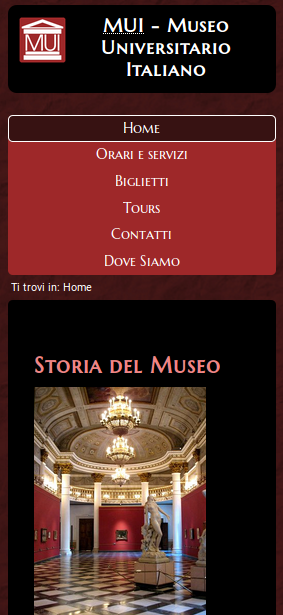 MUI
MUI - Museo
Universitario
Italiano
Home
Orari e servizi
Biglietti
Tours
Contatti
Dove Siamo
Ti trovi in: Home
Storia del Museo